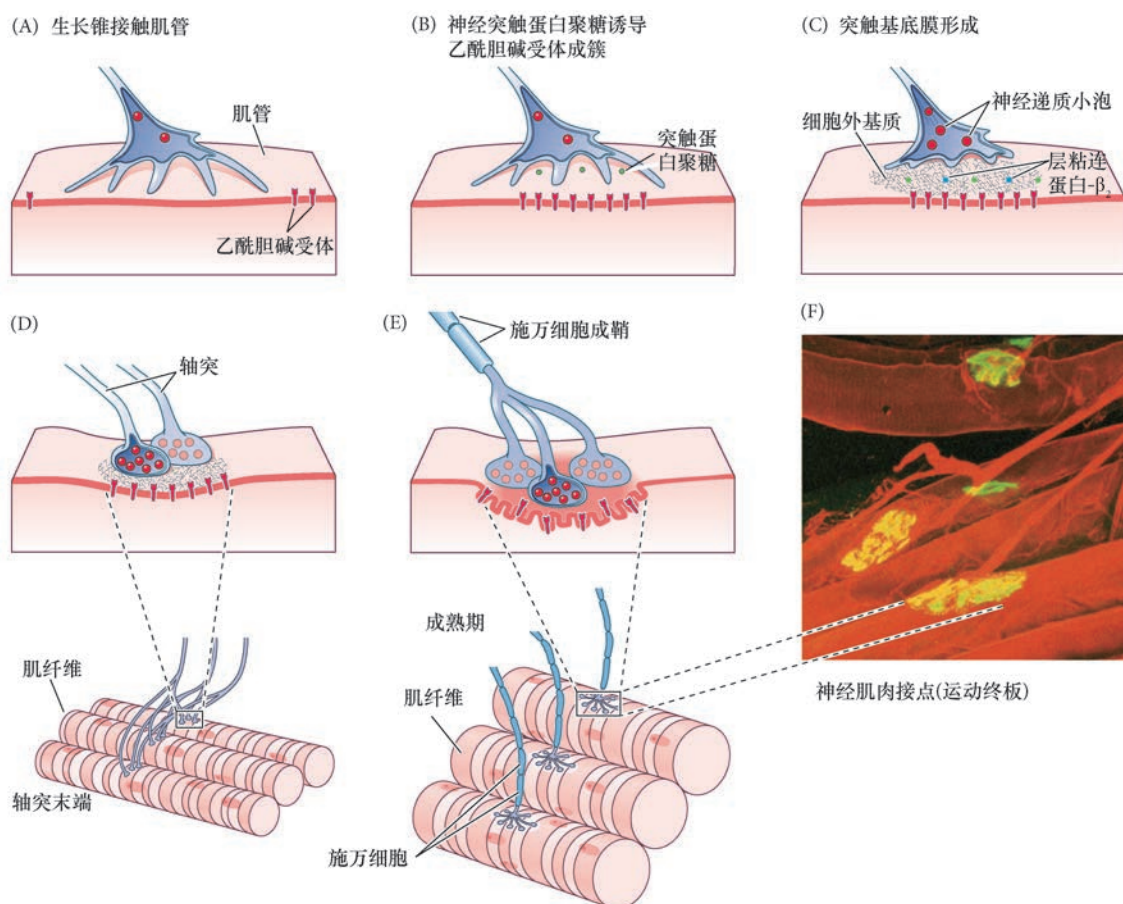 (A) 生长锥接触肌管
肌管
乙酰胆碱受体
(B) 神经突触蛋白聚糖诱导
乙酰胆碱受体成簇
突触蛋
白聚糖
(C) 突触基底膜形成
神经递质小泡
细胞外基质
层粘连
蛋白-β₂
(D)
轴突
肌纤维
轴突末端
(E)
施万细胞成鞘
成熟期
肌纤维
施万细胞
(F)
神经肌肉接点(运动终板)